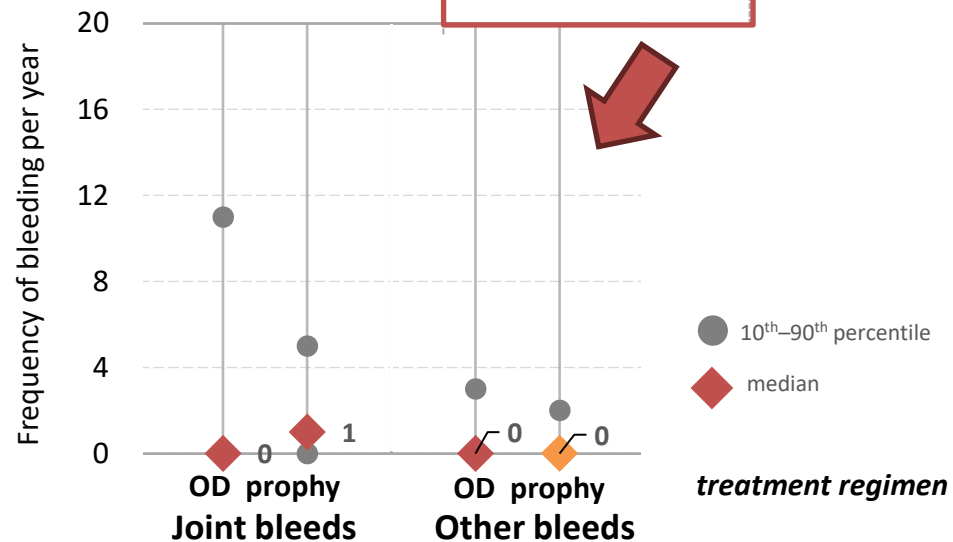 Frequency of bleeding per year
20
16
12
8
4
0
0
1
0
0
OD prophy
OD prophy
Joint bleeds
Other bleeds
10th–90th percentile
median
treatment regimen